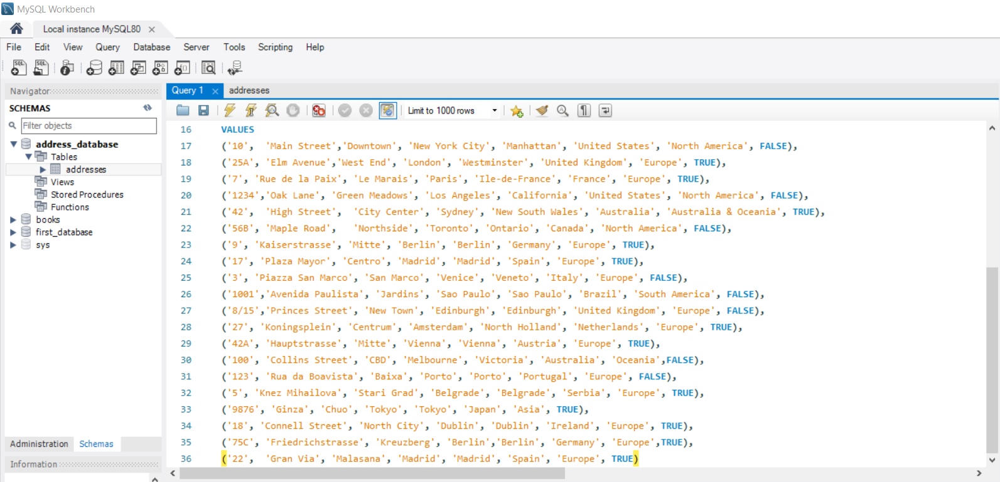 MySQL Workbench
Local instance MySQL80
File Edit View Query Database Server Tools Scripting Help
SQL SQL
Navigator
SCHEMAS
Filter objects
address_database
Tables
addresses
Views
Stored Procedures
Functions
books
first_database
sys
Administration Schemas
Information
Query 1 addresses
Limit to 1000 rows
16 VALUES
17 ('10',  'Main Street','Downtown', 'New York City', 'Manhattan', 'United States', 'North America', FALSE),
18 ('25A', 'Elm Avenue','West End', 'London', 'Westminster', 'United Kingdom', 'Europe', TRUE),
19 ('7', 'Rue de la Paix', 'Le Marais', 'Paris', 'Ile-de-France', 'France', 'Europe', TRUE),
20 ('1234','Oak Lane', 'Green Meadows', 'Los Angeles', 'California', 'United States', 'North America', FALSE),
21 ('42',  'High Street',  'City Center', 'Sydney', 'New South Wales', 'Australia', 'Australia & Oceania', TRUE),
22 ('56B', 'Maple Road',   'Northside', 'Toronto', 'Ontario', 'Canada', 'North America', FALSE),
23 ('9', 'Kaiserstrasse', 'Mitte', 'Berlin', 'Berlin', 'Germany', 'Europe', TRUE),
24 ('17', 'Plaza Mayor', 'Centro', 'Madrid', 'Madrid', 'Spain', 'Europe', TRUE),
25 ('3', 'Piazza San Marco', 'San Marco', 'Venice', 'Veneto', 'Italy', 'Europe', FALSE),
26 ('1001','Avenida Paulista', 'Jardins', 'Sao Paulo', 'Sao Paulo', 'Brazil', 'South America', FALSE),
27 ('8/15','Princes Street', 'New Town', 'Edinburgh', 'Edinburgh', 'United Kingdom', 'Europe', FALSE),
28 ('27', 'Koningsplein', 'Centrum', 'Amsterdam', 'North Holland', 'Netherlands', 'Europe', TRUE),
29 ('42A', 'Hauptstrasse', 'Mitte', 'Vienna', 'Vienna', 'Austria', 'Europe', TRUE),
30 ('100', 'Collins Street', 'CBD', 'Melbourne', 'Victoria', 'Australia', 'Oceania',FALSE),
31 ('123', 'Rua da Boavista', 'Baixa', 'Porto', 'Porto', 'Portugal', 'Europe', FALSE),
32 ('5', 'Knez Mihailova', 'Stari Grad', 'Belgrade', 'Belgrade', 'Serbia', 'Europe', TRUE),
33 ('9876', 'Ginza', 'Chuo', 'Tokyo', 'Tokyo', 'Japan', 'Asia', TRUE),
34 ('18', 'Connell Street', 'North City', 'Dublin', 'Dublin', 'Ireland', 'Europe', TRUE),
35 ('75C', 'Friedrichstrasse', 'Kreuzberg', 'Berlin','Berlin', 'Germany', 'Europe',TRUE),
36 ('22',  'Gran Via', 'Malasana', 'Madrid', 'Madrid', 'Spain', 'Europe', TRUE)